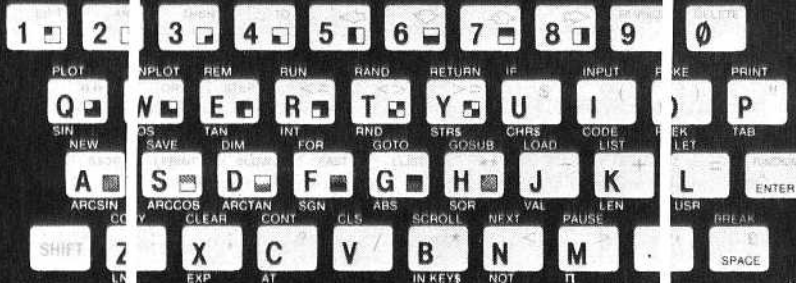 1 2 3 4 5 6 7 8 9 Ø
PLOT UNPLOT REM RUN RAND RETURN IF INPUT POKE PRINT
Q W E R T Y U $ I ( ) P "
SIN COS TAN INT RND STR$ CHR$ CODE PEEK TAB
NEW SAVE DIM FOR GOTO GOSUB LOAD LIST LET
A S D F G H ** J - K + L = ENTER
ARCSIN ARCCOS ARCTAN SGN ABS SQR VAL LEN USR
COPY CLEAR CONT CLS SCROLL NEXT PAUSE BREAK
SHIFT Z X ; C ? V / B * N < M > . , £ SPACE
LN EXP AT INKEY$ NOT π